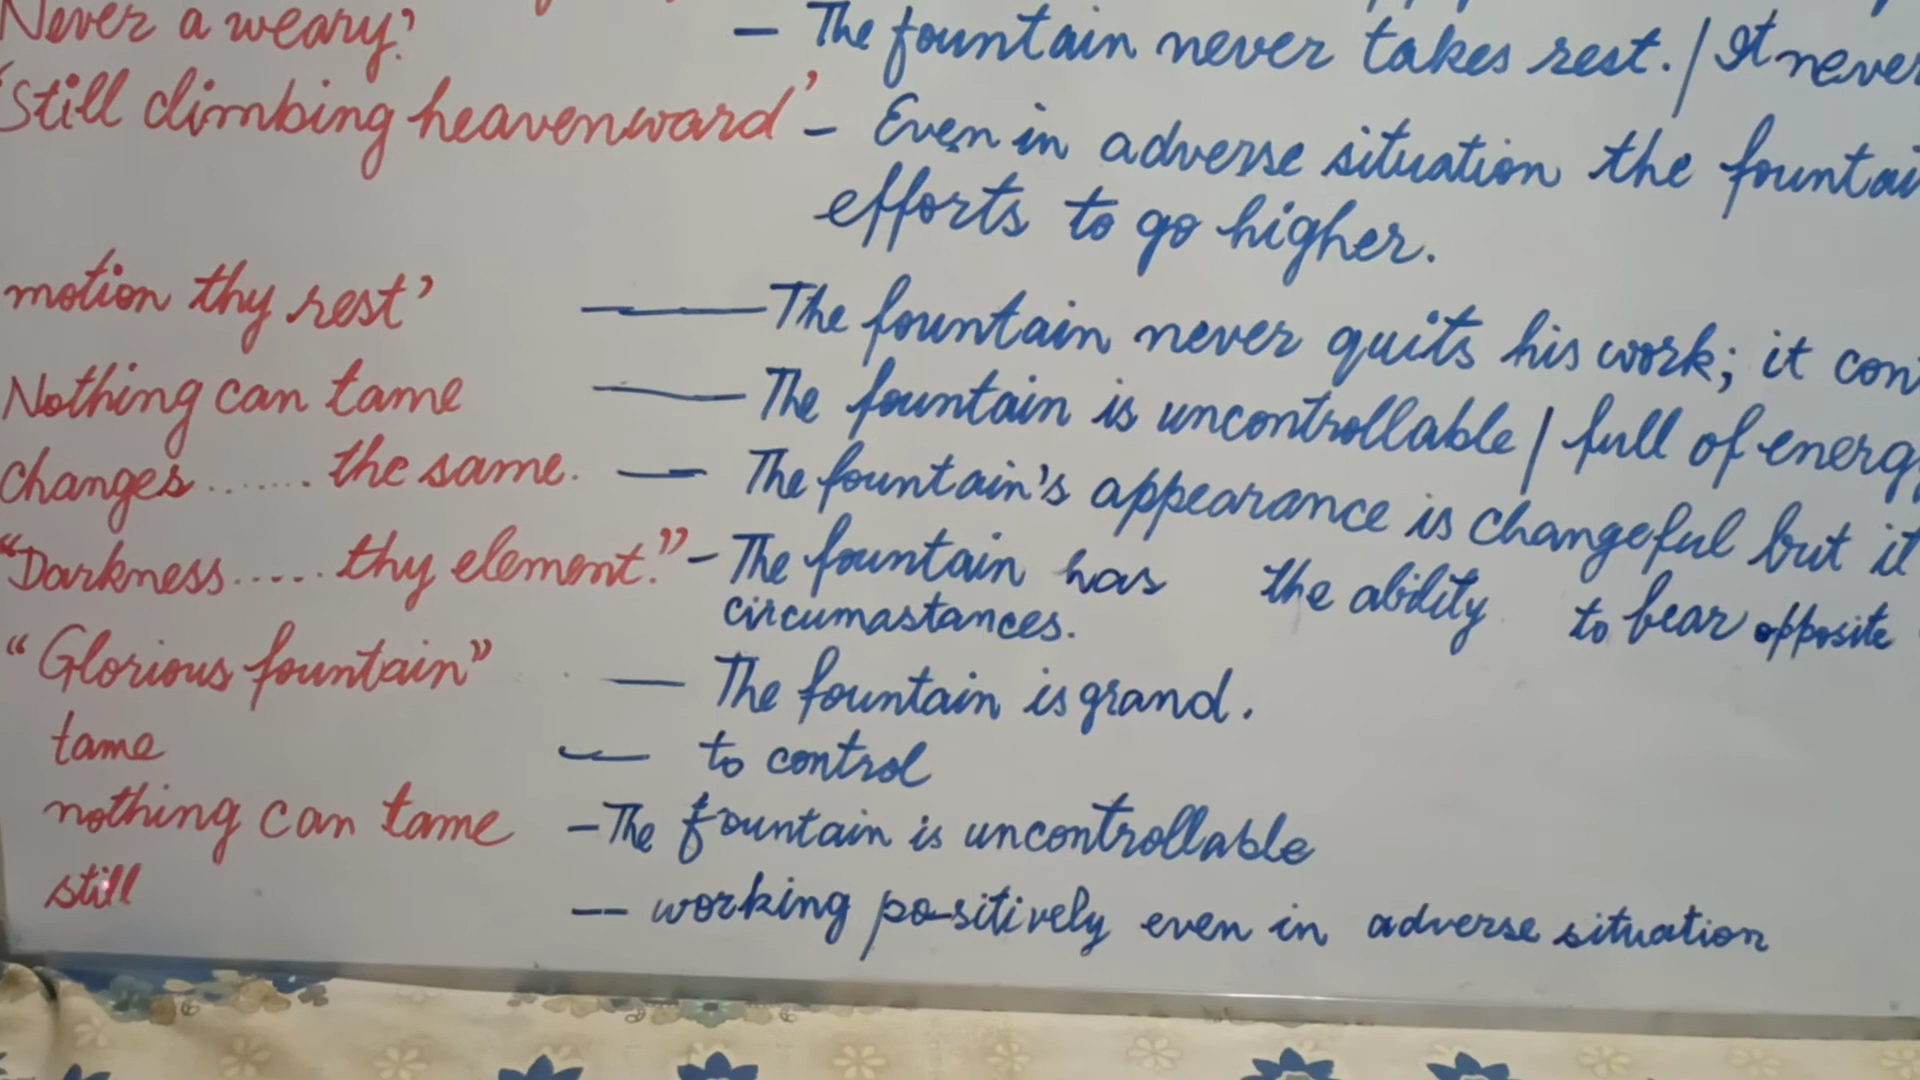 Never a weary? — The fountain never takes rest. / It never
'Still climbing heavenward' – Even in adverse situation the fountai
efforts to go higher.
motion thy rest' — The fountain never quits his work; it con
Nothing can tame — The fountain is uncontrollable / full of energy
Changes ....... the same. — The fountain's appearance is changeful but it
"Darkness ..... thy element." – The fountain has the ability to bear opposite
circumastances.
"Glorious fountain" — The fountain is grand.
tame — to control
nothing can tame – The fountain is uncontrollable
still -- working positively even in adverse situation